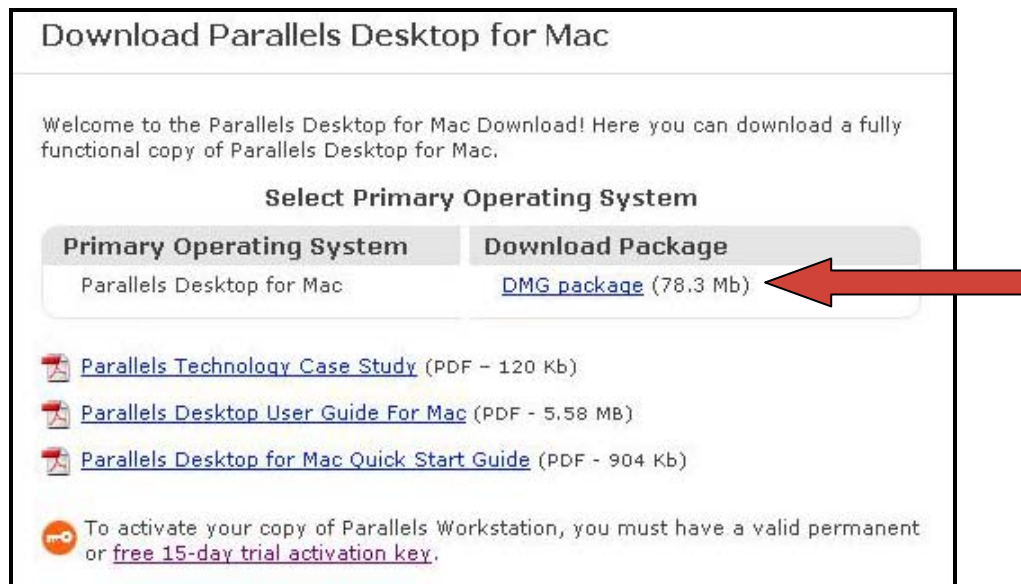 Download Parallels Desktop for Mac
Welcome to the Parallels Desktop for Mac Download! Here you can download a fully
functional copy of Parallels Desktop for Mac.
Select Primary Operating System
Primary Operating System Download Package
Parallels Desktop for Mac DMG package (78.3 Mb)
Parallels Technology Case Study (PDF – 120 Kb)
Parallels Desktop User Guide For Mac (PDF - 5.58 MB)
Parallels Desktop for Mac Quick Start Guide (PDF - 904 Kb)
To activate your copy of Parallels Workstation, you must have a valid permanent
or free 15-day trial activation key.